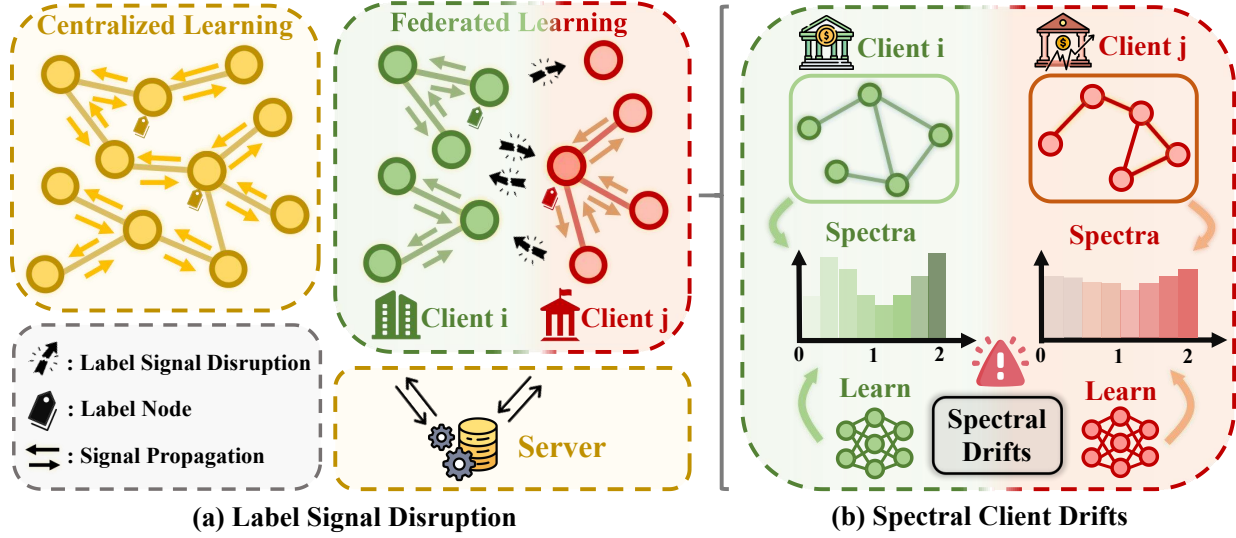 Centralized Learning
Federated Learning
Client i
Client j
: Label Signal Disruption
: Label Node
: Signal Propagation
Server
(a) Label Signal Disruption
Client i
Client j
Spectra
Spectra
0 1 2
0 1 2
Learn
Learn
Spectral
Drifts
(b) Spectral Client Drifts